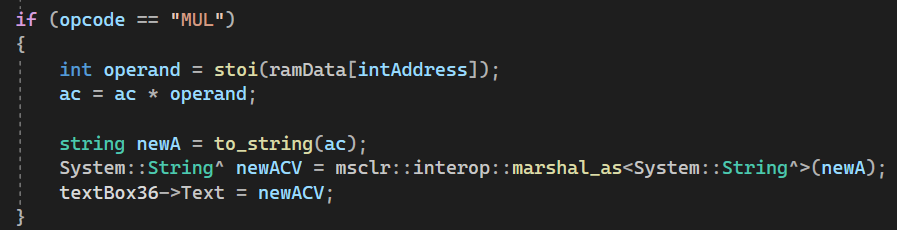 if (opcode == "MUL")
{
int operand = stoi(ramData[intAddress]);
ac = ac * operand;
string newA = to_string(ac);
System::String^ newACV = msclr::interop::marshal_as<System::String^>(newA);
textBox36->Text = newACV;
}